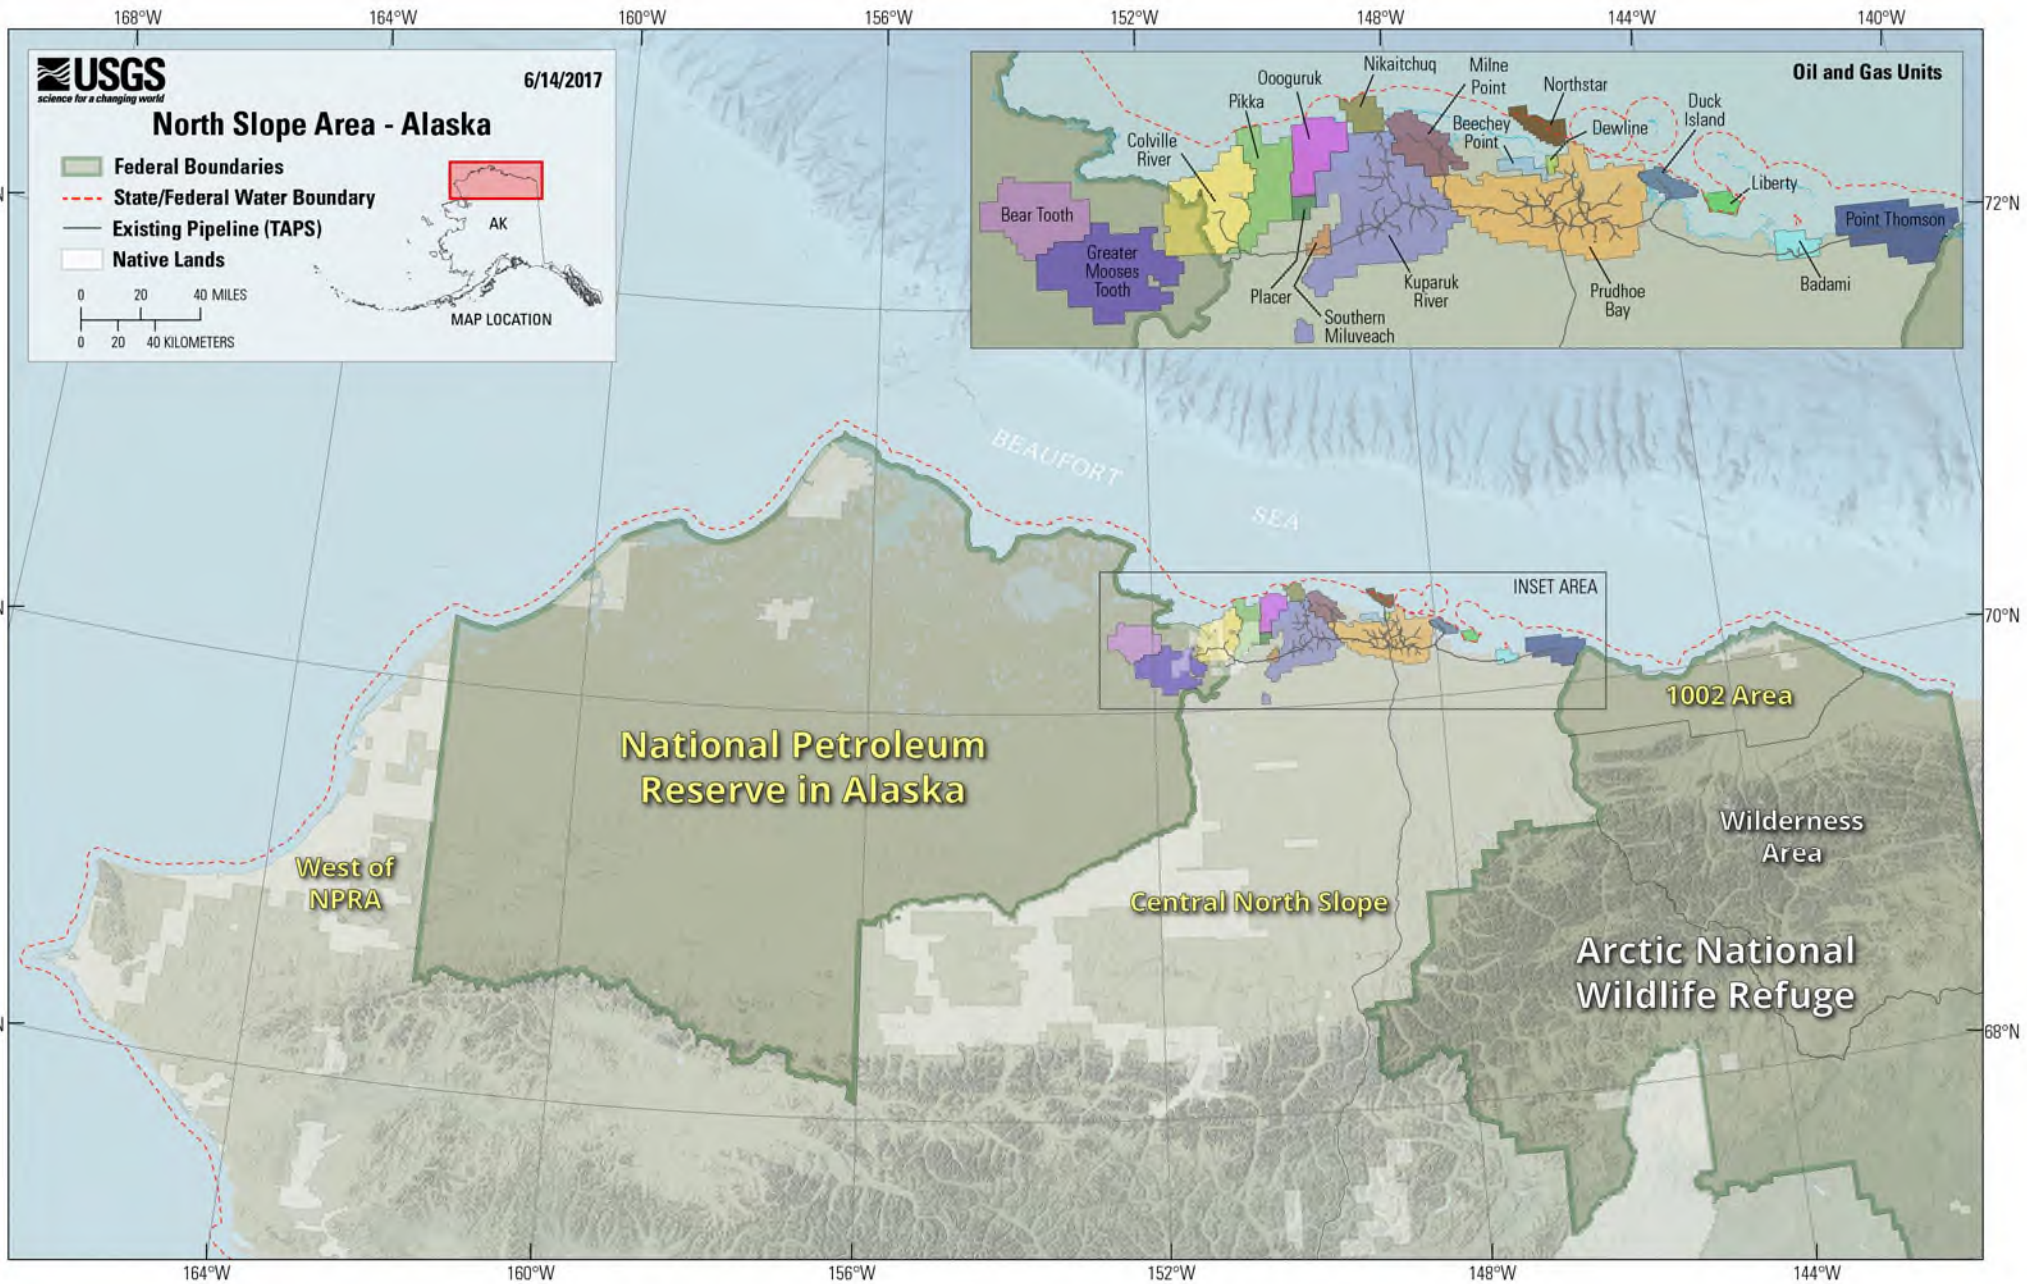 168°W
164°W
160°W
156°W
152°W
148°W
144°W
140°W
USGS
science for a changing world
6/14/2017
North Slope Area - Alaska
Federal Boundaries
State/Federal Water Boundary
Existing Pipeline (TAPS)
Native Lands
0 20 40 MILES
0 20 40 KILOMETERS
AK
MAP LOCATION
Oil and Gas Units
Nikaitchuq
Milne
Point
Oooguruk
Northstar
Pikka
Duck
Island
Beechey
Point
Dewline
Colville
River
Liberty
Bear Tooth
Point Thomson
Greater
Mooses
Tooth
Placer
Kuparuk
River
Prudhoe
Bay
Badami
Southern
Miluveach
72°N
BEAUFORT
SEA
INSET AREA
70°N
1002 Area
National Petroleum
Reserve in Alaska
Wilderness
Area
West of
NPRA
Central North Slope
Arctic National
Wildlife Refuge
68°N
164°W
160°W
156°W
152°W
148°W
144°W